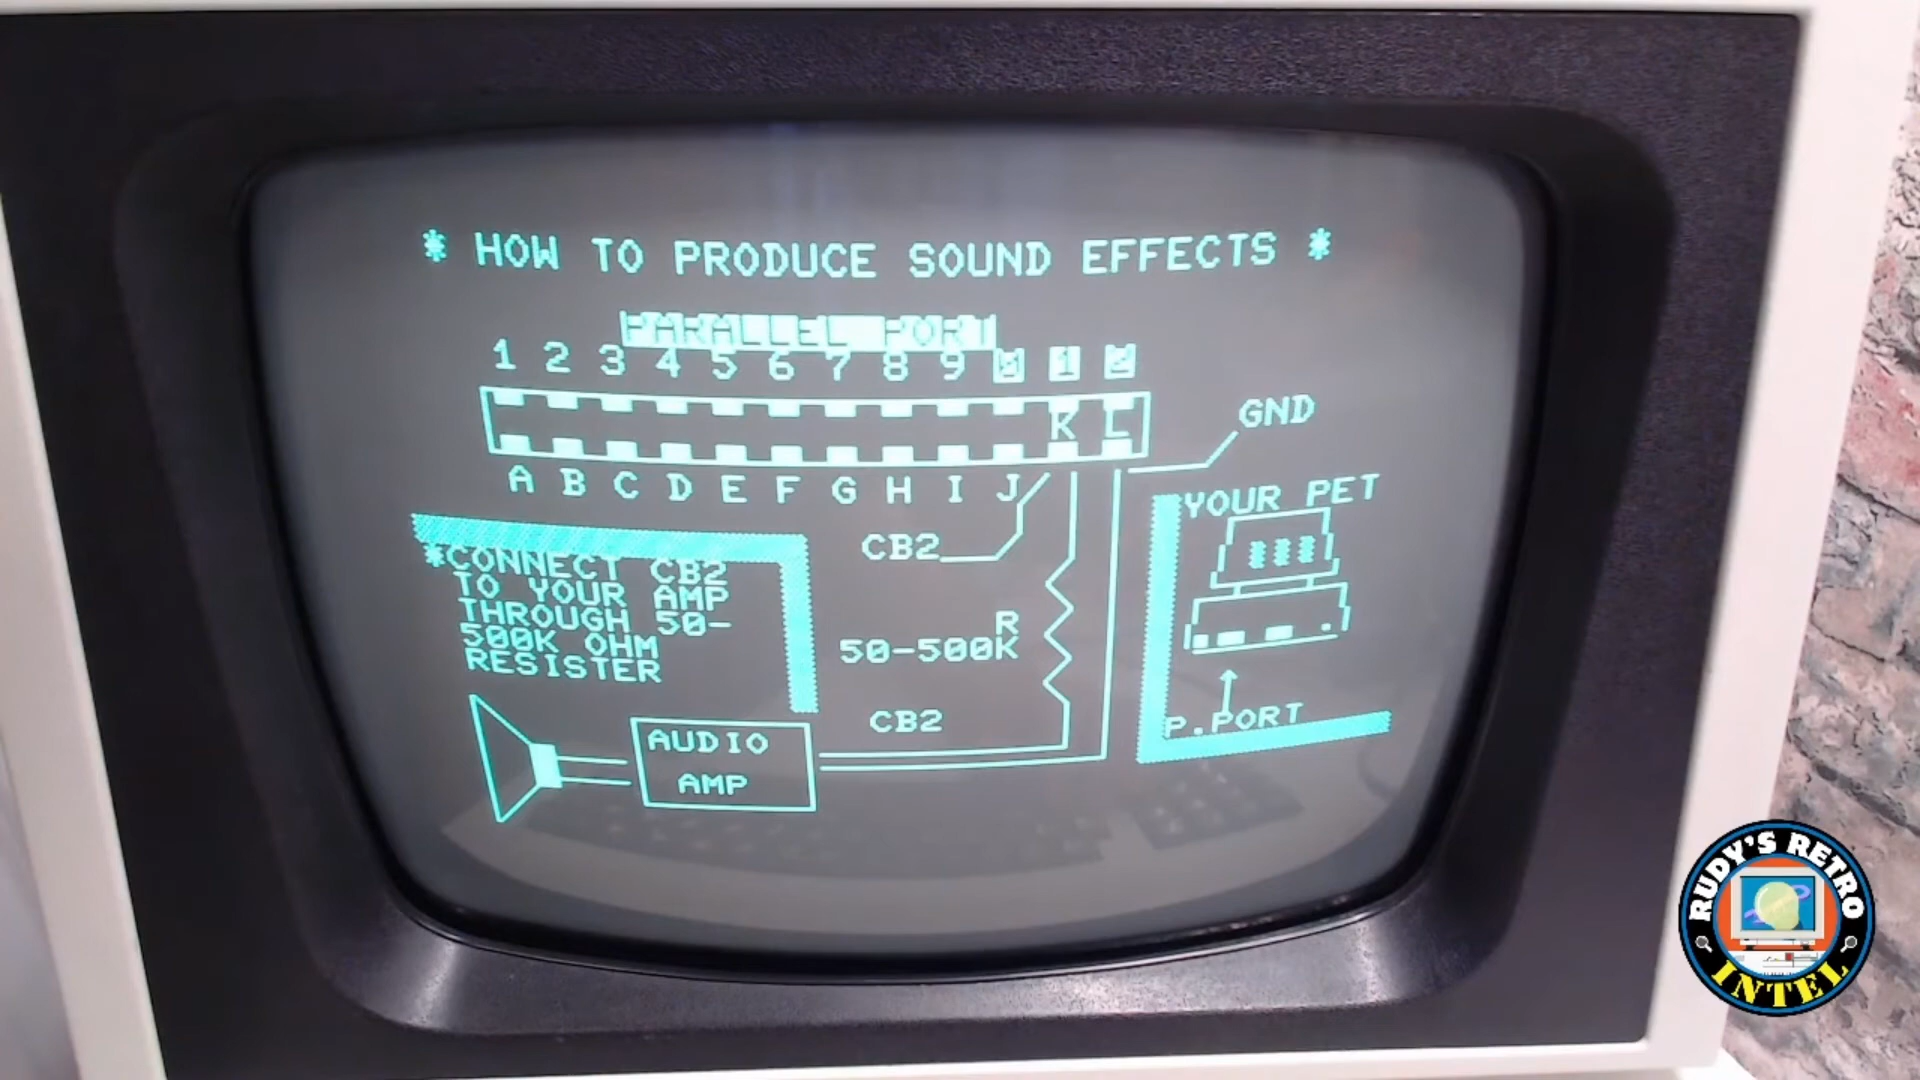 * HOW TO PRODUCE SOUND EFFECTS *
PARALLEL PORT
1 2 3 4 5 6 7 8 9 0 1 2
K L
GND
A B C D E F G H I J
YOUR PET
CB2
*CONNECT CB2
TO YOUR AMP
THROUGH 50-
500K OHM
RESISTER
R
50-500K
CB2
P.PORT
AUDIO
AMP
RUDY'S RETRO
INTEL